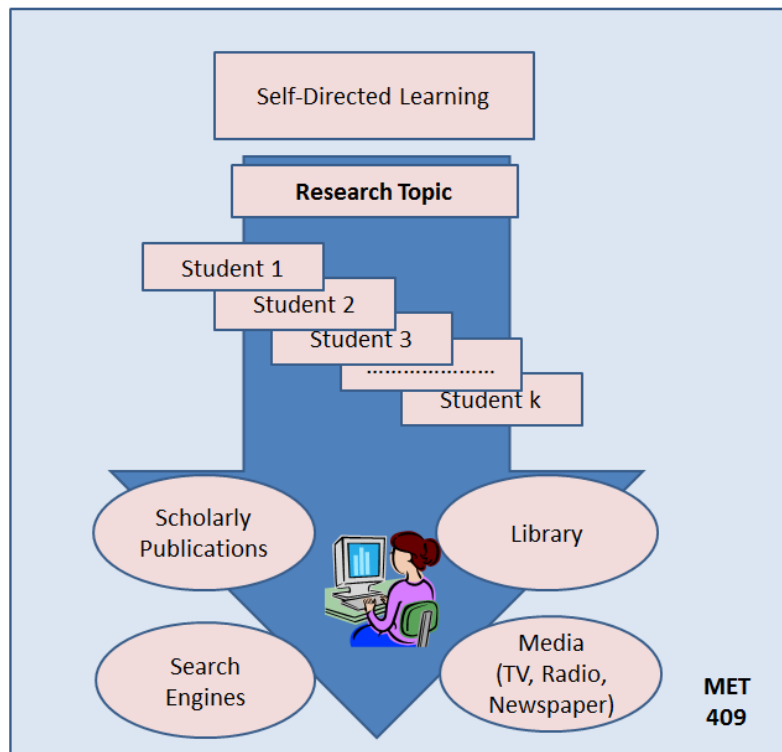 Self-Directed Learning
Research Topic
Student 1
Student 2
Student 3
.....................
Student k
Scholarly
Publications
Library
Search
Engines
Media
(TV, Radio,
Newspaper)
MET
409